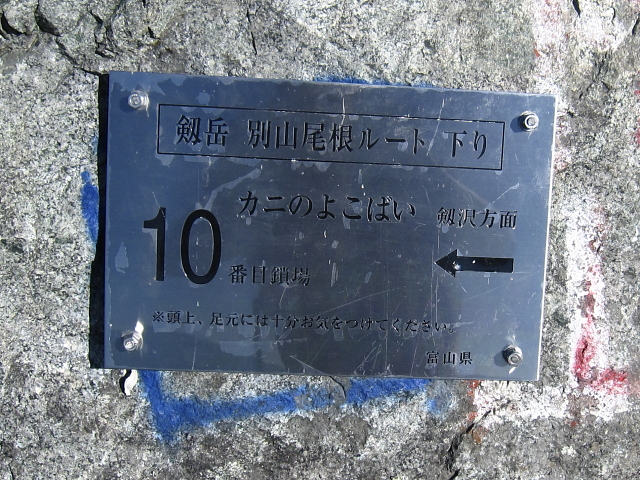 剱岳 別山尾根ルート 下り
カニのよこばい 剱沢方面
10番目鎖場 ←
※頭上、足元には十分お気をつけてください。
富山県